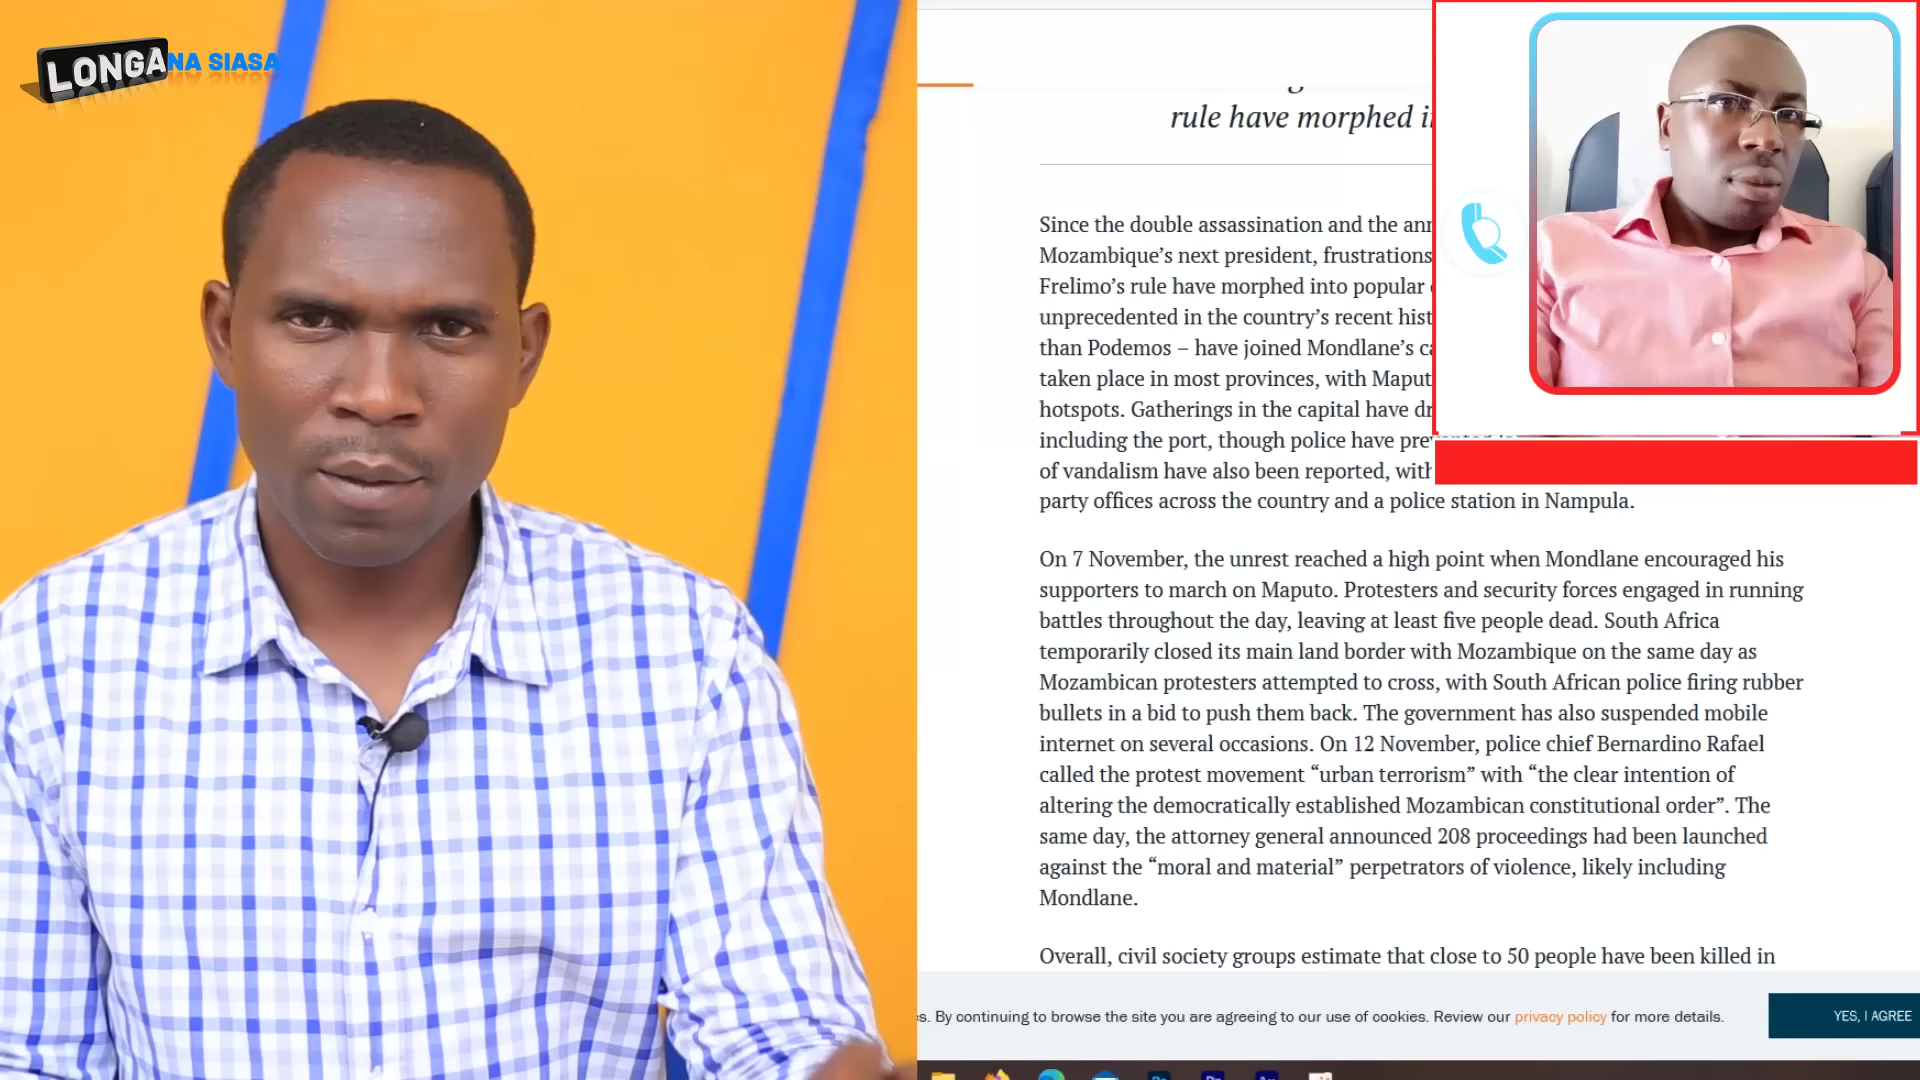 LONGA NA SIASA
rule have morphed
Since the double assassination and the
Mozambique’s next president, frustrations
Frelimo’s rule have morphed into popular
unprecedented in the country’s recent
than Podemos – have joined Mondlane’s
taken place in most provinces, with
hotspots. Gatherings in the capital have
including the port, though police have
of vandalism have also been reported, with
party offices across the country and a police station in Nampula.
On 7 November, the unrest reached a high point when Mondlane encouraged his
supporters to march on Maputo. Protesters and security forces engaged in running
battles throughout the day, leaving at least five people dead. South Africa
temporarily closed its main land border with Mozambique on the same day as
Mozambican protesters attempted to cross, with South African police firing rubber
bullets in a bid to push them back. The government has also suspended mobile
internet on several occasions. On 12 November, police chief Bernardino Rafael
called the protest movement “urban terrorism” with “the clear intention of
altering the democratically established Mozambican constitutional order”. The
same day, the attorney general announced 208 proceedings had been launched
against the “moral and material” perpetrators of violence, likely including
Mondlane.
Overall, civil society groups estimate that close to 50 people have been killed in
By continuing to browse the site you are agreeing to our use of cookies. Review our privacy policy for more details.
YES, I AGREE